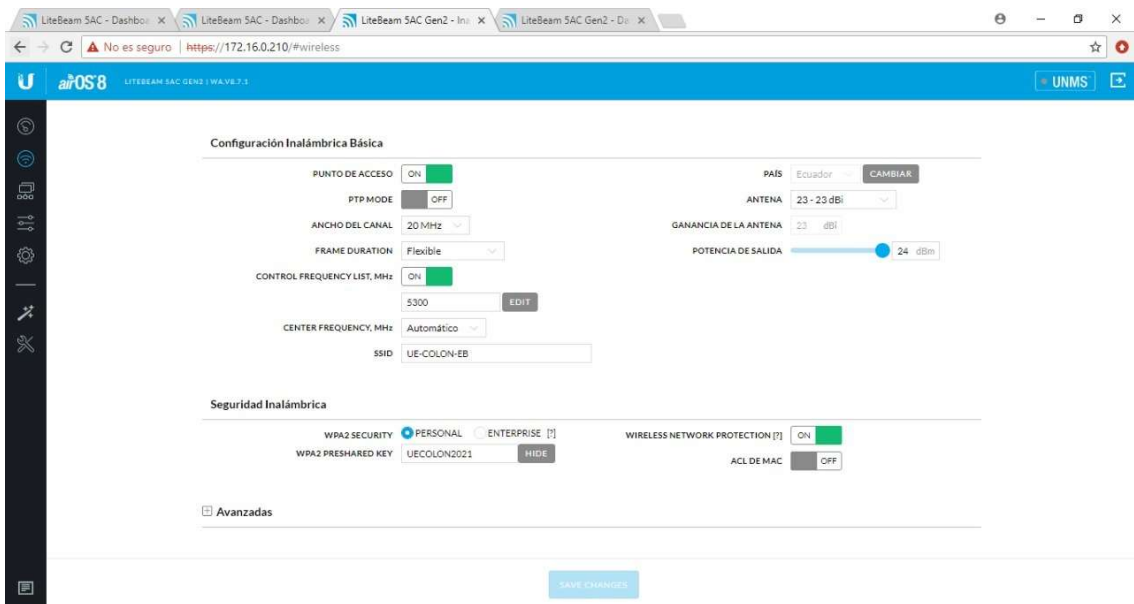 LiteBeam 5AC - Dashboa LiteBeam 5AC - Dashboa LiteBeam 5AC Gen2 - Ina LiteBeam 5AC Gen2 - Da
No es seguro https://172.16.0.210/#wireless
U airOS 8 LITEBEAM 5AC GEN2 | WA.V8.7.1 UNMS
Configuración Inalámbrica Básica
PUNTO DE ACCESO ON
PAÍS Ecuador CAMBIAR
PTP MODE OFF
ANTENA 23 - 23 dBi
ANCHO DEL CANAL 20 MHz
GANANCIA DE LA ANTENA 23 dBi
FRAME DURATION Flexible
POTENCIA DE SALIDA 24 dBm
CONTROL FREQUENCY LIST, MHz ON
5300 EDIT
CENTER FREQUENCY, MHz Automático
SSID UE-COLON-EB
Seguridad Inalámbrica
WPA2 SECURITY PERSONAL ENTERPRISE [?]
WIRELESS NETWORK PROTECTION [?] ON
WPA2 PRESHARED KEY UECOLON2021 HIDE
ACL DE MAC OFF
Avanzadas
SAVE CHANGES